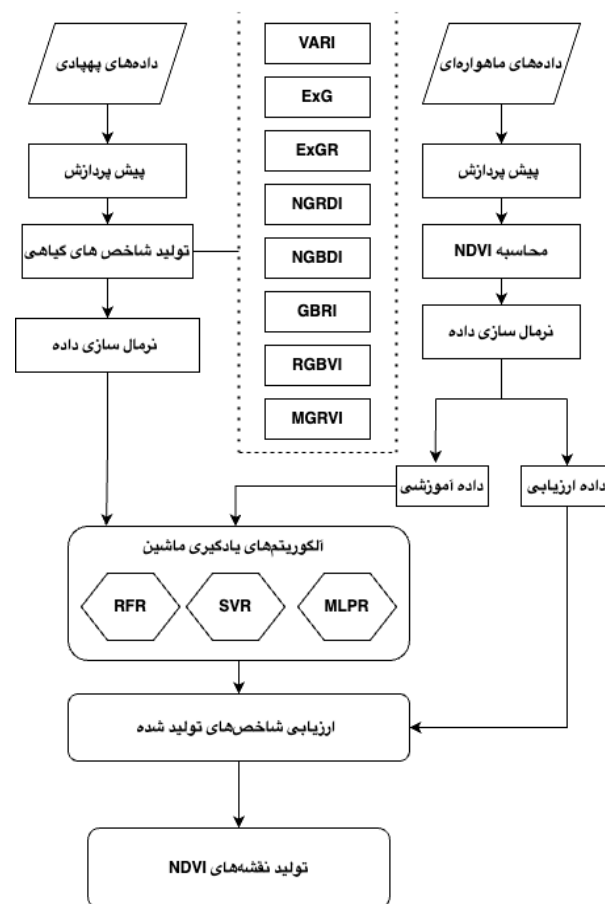 داده‌های پهپادی
پیش پردازش
تولید شاخص های گیاهی
نرمال سازی داده
VARI
ExG
ExGR
NGRDI
NGBDI
GBRI
RGBVI
MGRVI
داده‌های ماهواره‌ای
پیش پردازش
محاسبه NDVI
نرمال سازی داده
داده آموزشی
داده ارزیابی
آلگوریتم‌های یادگیری ماشین
RFR
SVR
MLPR
ارزیابی شاخص‌های تولید شده
تولید نقشه‌های NDVI